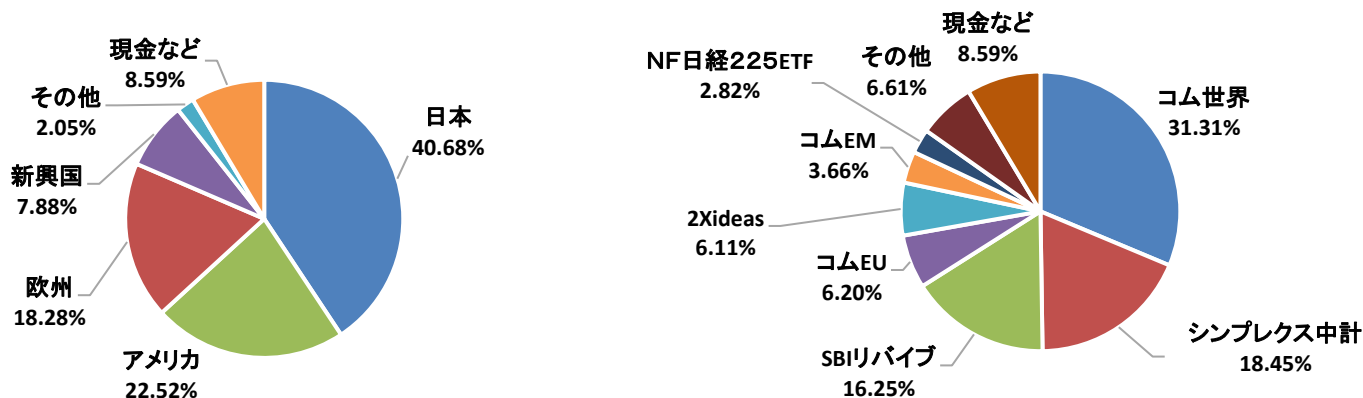 現金など
8.59%
その他
2.05%
新興国
7.88%
欧州
18.28%
アメリカ
22.52%
日本
40.68%
現金など
8.59%
その他
6.61%
NF日経225ETF
2.82%
コムEM
3.66%
2Xideas
6.11%
コムEU
6.20%
SBIリバイブ
16.25%
シンプレクス中計
18.45%
コム世界
31.31%